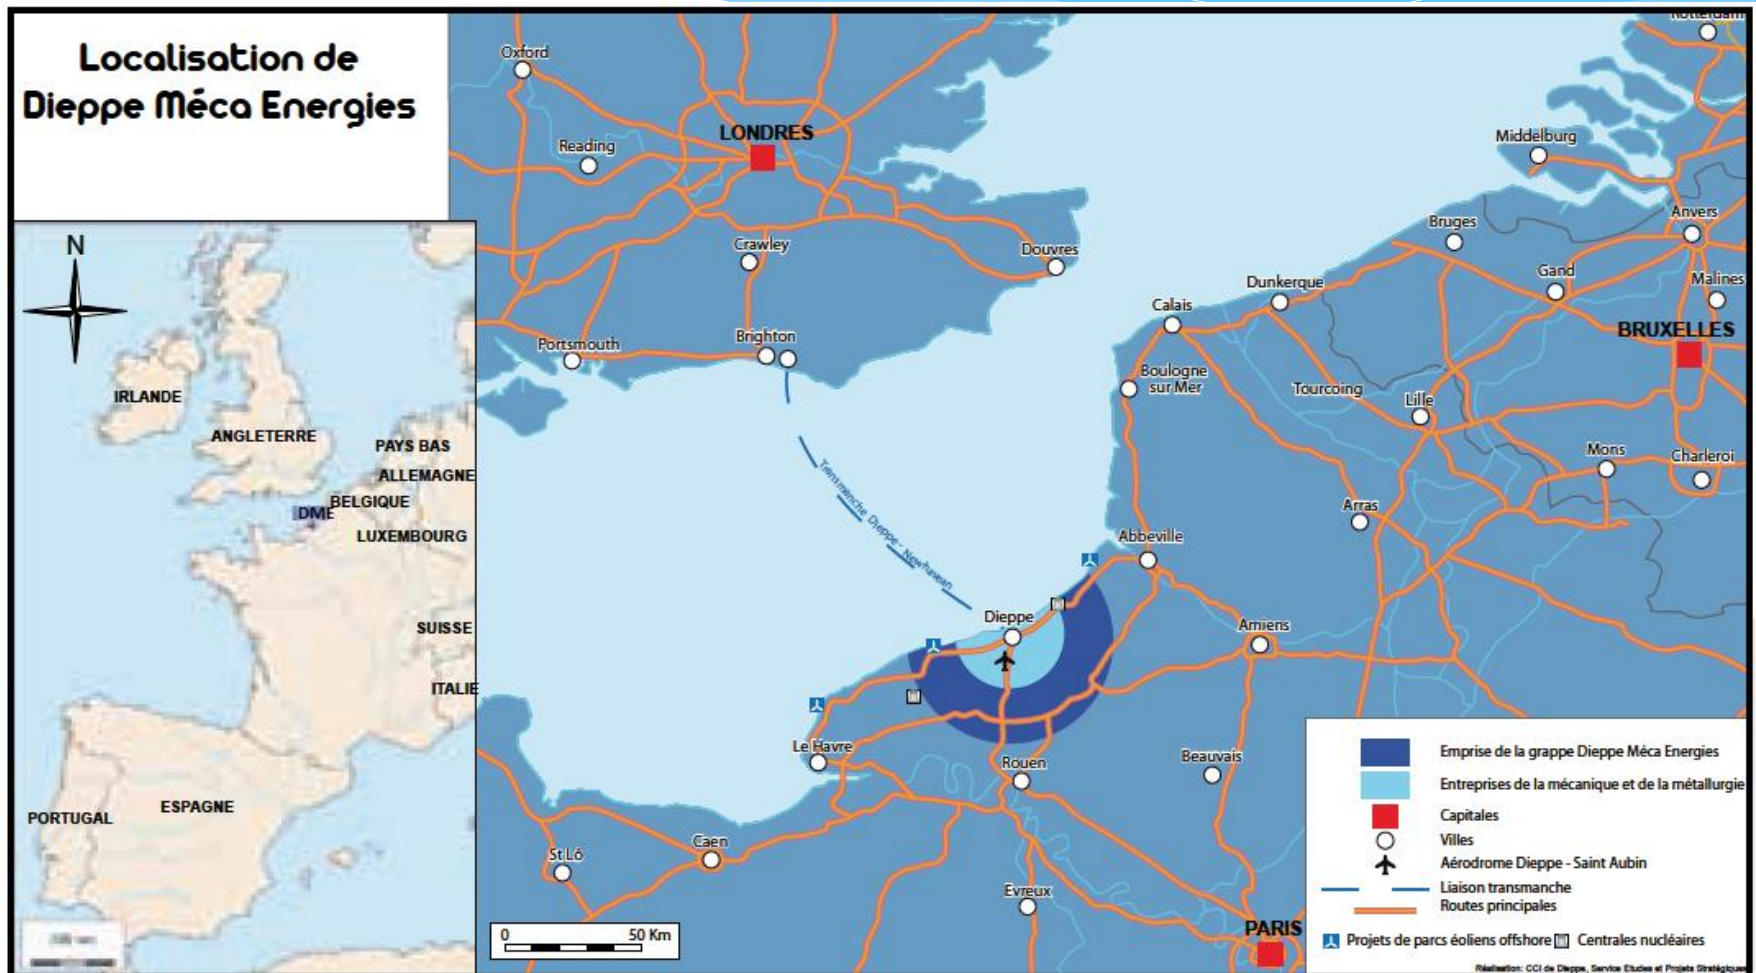 Localisation de
Dieppe Méca Energies
N
IRLANDE
ANGLETERRE
PAYS BAS
ALLEMAGNE
BELGIQUE
DME
LUXEMBOURG
SUISSE
ITALIE
ESPAGNE
PORTUGAL
Rotterdam
Oxford
LONDRES
Reading
Middelburg
Anvers
Bruges
Crawley
Douvres
Gand
Malines
Dunkerque
Calais
BRUXELLES
Portsmouth
Brighton
Boulogne
sur Mer
Tourcoing
Lille
Mons
Charleroi
Transmanche Dieppe - Newhavean
Arras
Abbeville
Dieppe
Amiens
Le Havre
Rouen
Beauvais
Caen
St Lô
Evreux
PARIS
0 50 Km
Emprise de la grappe Dieppe Méca Energies
Entreprises de la mécanique et de la métallurgie
Capitales
Villes
Aérodrome Dieppe - Saint Aubin
Liaison transmanche
Routes principales
Projets de parcs éoliens offshore Centrales nucléaires
Réalisation: CCI de Dieppe, Service Etudes et Projets Stratégiques